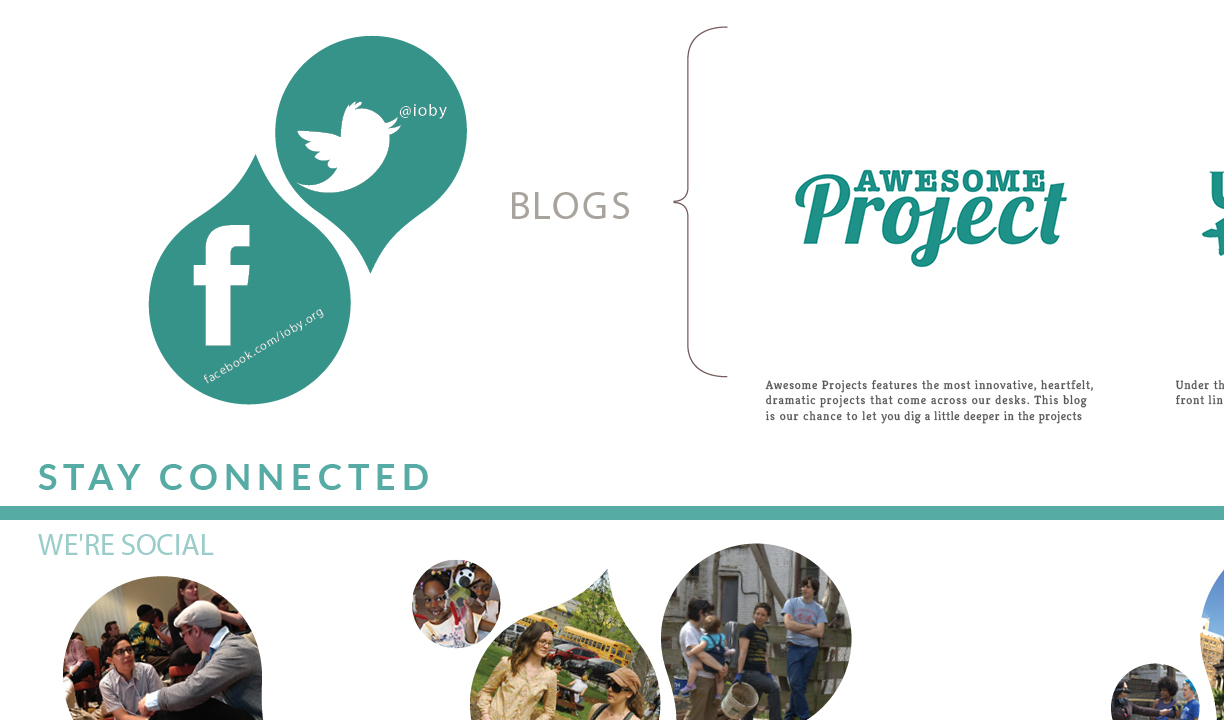 @ioby
facebook.com/ioby.org
BLOGS
AWESOME
Project
Awesome Projects features the most innovative, heartfelt,
dramatic projects that come across our desks. This blog
is our chance to let you dig a little deeper in the projects
Under
front
STAY CONNECTED
WE'RE SOCIAL